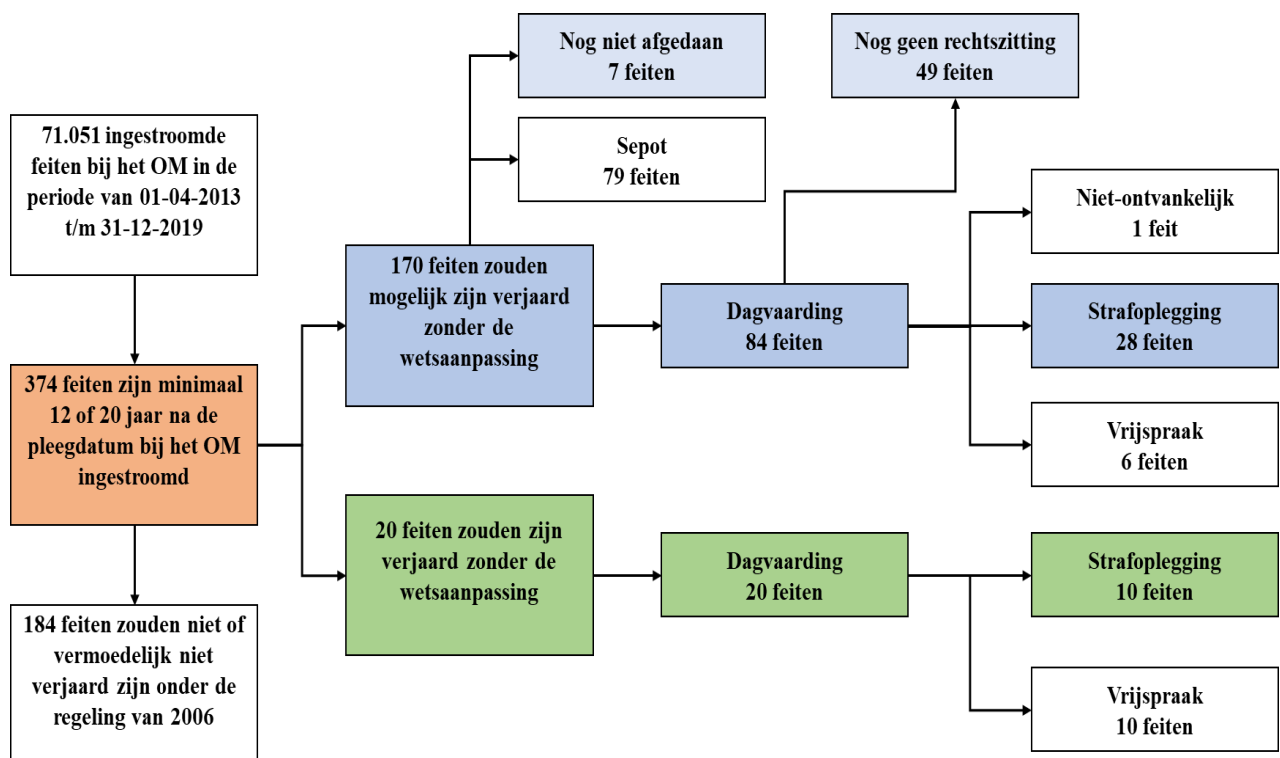 71.051 ingestroomde
feiten bij het OM in de
periode van 01-04-2013
t/m 31-12-2019
374 feiten zijn minimaal
12 of 20 jaar na de
pleegdatum bij het OM
ingestroomd
184 feiten zouden niet of
vermoedelijk niet
verjaard zijn onder de
regeling van 2006
170 feiten zouden
mogelijk zijn verjaard
zonder de
wetsaanpassing
Nog niet afgedaan
7 feiten
Sepot
79 feiten
Dagvaarding
84 feiten
Nog geen rechtszitting
49 feiten
Niet-ontvankelijk
1 feit
Strafoplegging
28 feiten
Vrijspraak
6 feiten
20 feiten zouden zijn
verjaard zonder de
wetsaanpassing
Dagvaarding
20 feiten
Strafoplegging
10 feiten
Vrijspraak
10 feiten